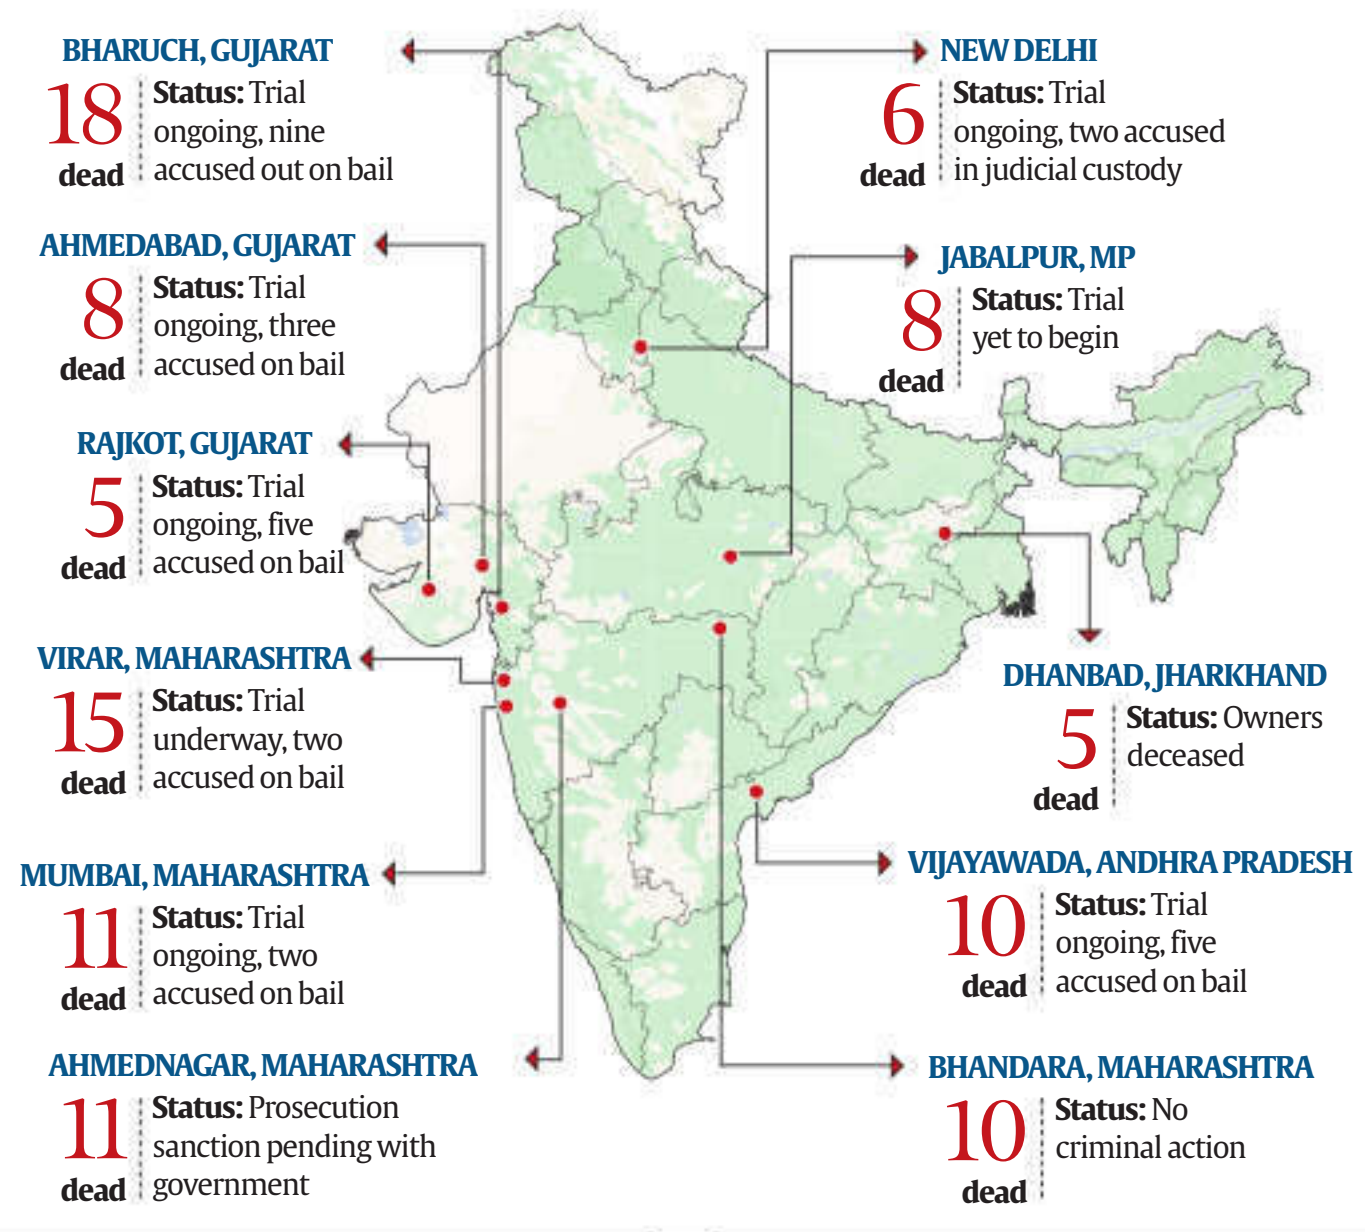 BHARUCH, GUJARAT
18
dead
Status: Trial
ongoing, nine
accused out on bail
AHMEDABAD, GUJARAT
8
dead
Status: Trial
ongoing, three
accused on bail
RAJKOT, GUJARAT
5
dead
Status: Trial
ongoing, five
accused on bail
VIRAR, MAHARASHTRA
15
dead
Status: Trial
underway, two
accused on bail
MUMBAI, MAHARASHTRA
11
dead
Status: Trial
ongoing, two
accused on bail
AHMEDNAGAR, MAHARASHTRA
11
dead
Status: Prosecution
sanction pending with
government
NEW DELHI
6
dead
Status: Trial
ongoing, two accused
in judicial custody
JABALPUR, MP
8
dead
Status: Trial
yet to begin
DHANBAD, JHARKHAND
5
dead
Status: Owners
deceased
VIJAYAWADA, ANDHRA PRADESH
10
dead
Status: Trial
ongoing, five
accused on bail
BHANDARA, MAHARASHTRA
10
dead
Status: No
criminal action